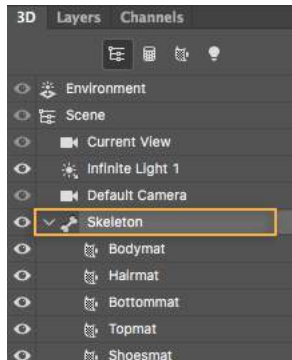 3D Layers Channels
Environment
Scene
Current View
Infinite Light 1
Default Camera
Skeleton
Bodymat
Hairmat
Bottommat
Topmat
Shoesmat